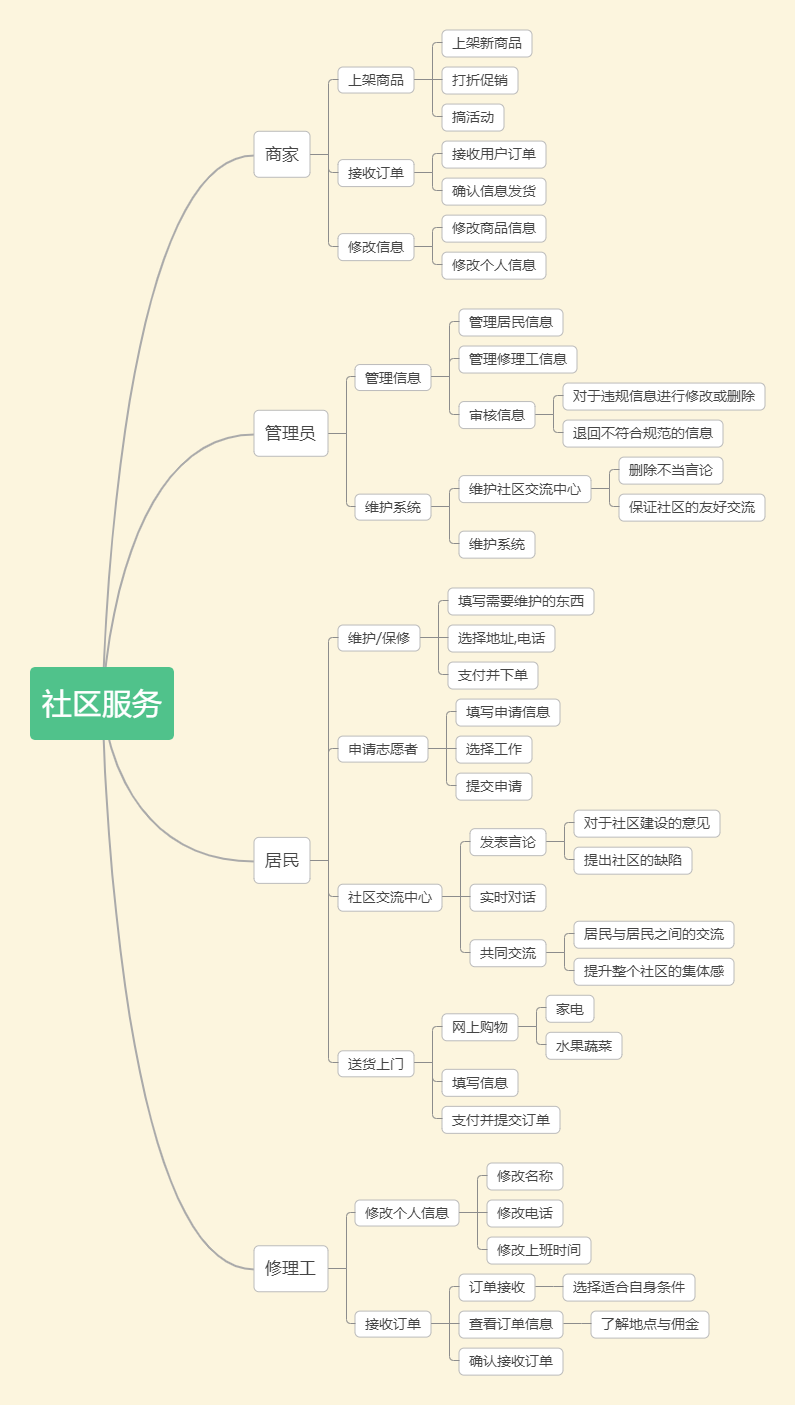 社区服务
商家
上架商品
上架新商品
打折促销
搞活动
接收订单
接收用户订单
确认信息发货
修改信息
修改商品信息
修改个人信息
管理员
管理信息
管理居民信息
管理修理工信息
审核信息
对于违规信息进行修改或删除
退回不符合规范的信息
维护系统
维护社区交流中心
删除不当言论
保证社区的友好交流
维护系统
居民
维护/保修
填写需要维护的东西
选择地址,电话
支付并下单
申请志愿者
填写申请信息
选择工作
提交申请
社区交流中心
发表言论
对于社区建设的意见
提出社区的缺陷
实时对话
共同交流
居民与居民之间的交流
提升整个社区的集体感
送货上门
网上购物
家电
水果蔬菜
填写信息
支付并提交订单
修理工
修改个人信息
修改名称
修改电话
修改上班时间
接收订单
订单接收
选择适合自身条件
查看订单信息
了解地点与佣金
确认接收订单